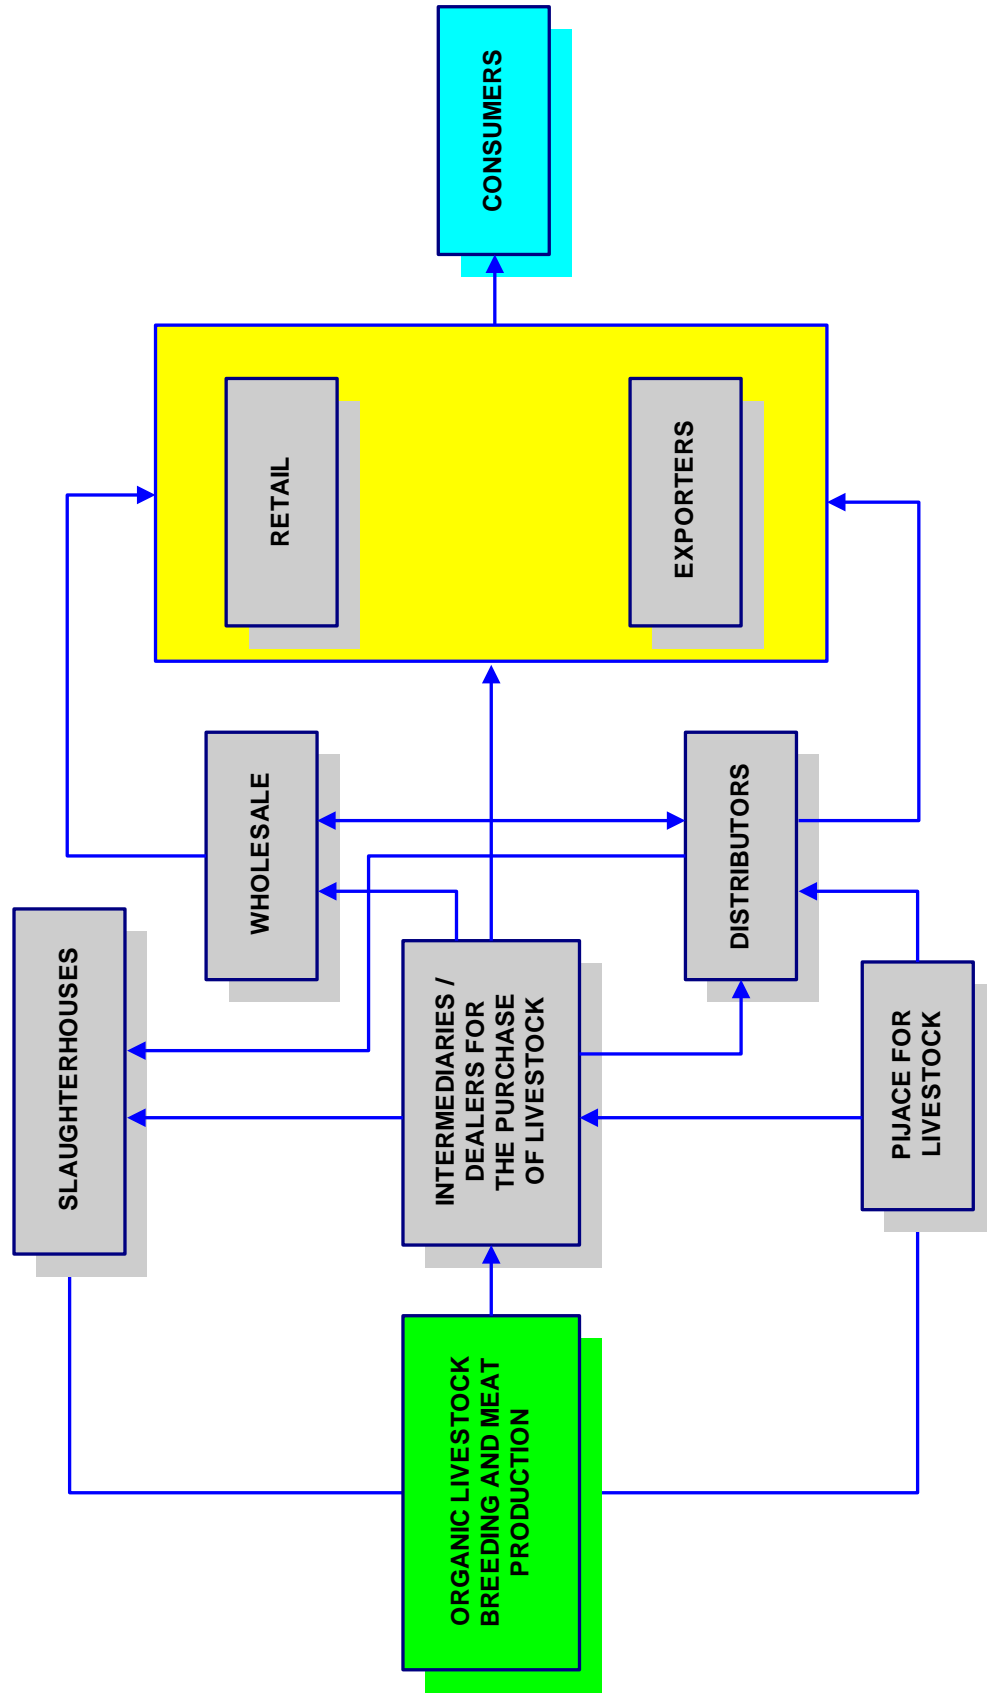 SLAUGHTERHOUSES
WHOLESALE
RETAIL
CONSUMERS
ORGANIC LIVESTOCK
BREEDING AND MEAT
PRODUCTION
INTERMEDIARIES /
DEALERS FOR
THE PURCHASE
OF LIVESTOCK
EXPORTERS
DISTRIBUTORS
PIJACE FOR
LIVESTOCK